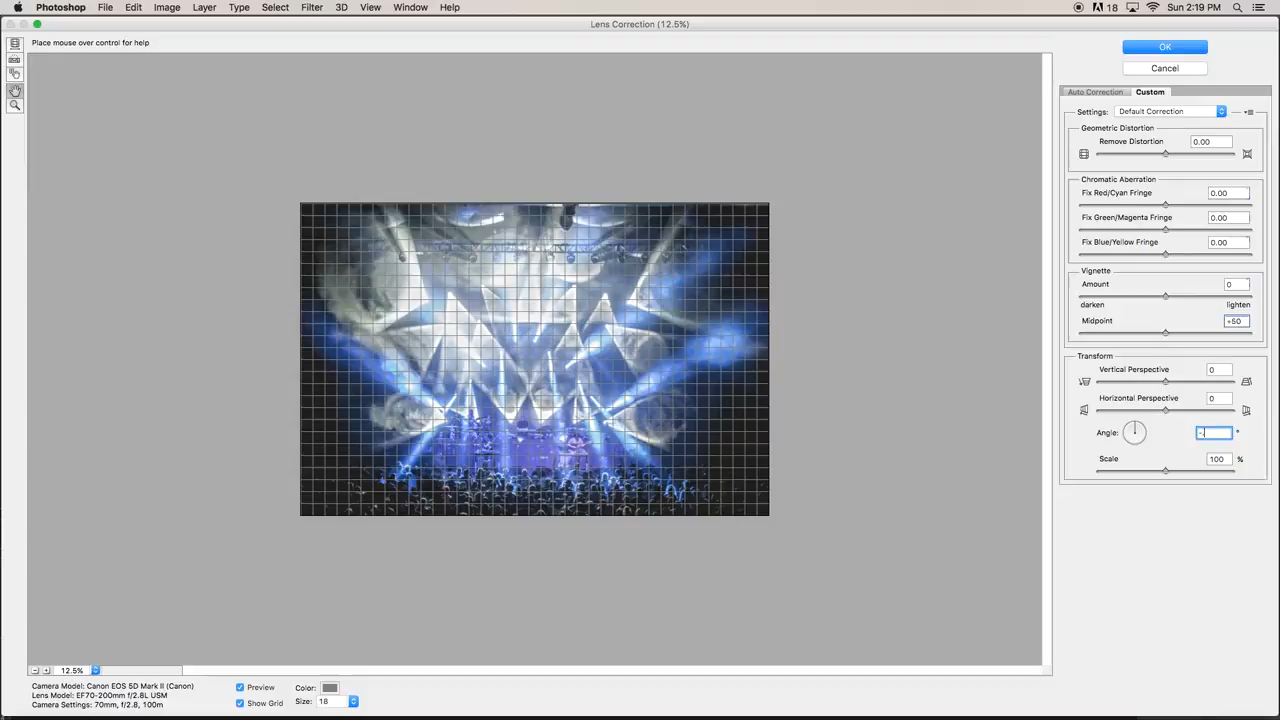 Photoshop File Edit Image Layer Type Select Filter 3D View Window Help 18 Sun 2:19 PM
Lens Correction (12.5%)
Place mouse over control for help
OK
Cancel
Auto Correction Custom
Settings: Default Correction
Geometric Distortion
Remove Distortion 0.00
Chromatic Aberration
Fix Red/Cyan Fringe 0.00
Fix Green/Magenta Fringe 0.00
Fix Blue/Yellow Fringe 0.00
Vignette
Amount 0
darken lighten
Midpoint +50
Transform
Vertical Perspective 0
Horizontal Perspective 0
Angle: - °
Scale 100 %
12.5%
Camera Model: Canon EOS 5D Mark II (Canon)
Lens Model: EF70-200mm f/2.8L USM
Camera Settings: 70mm, f/2.8, 100m
Preview Color:
Show Grid Size: 18